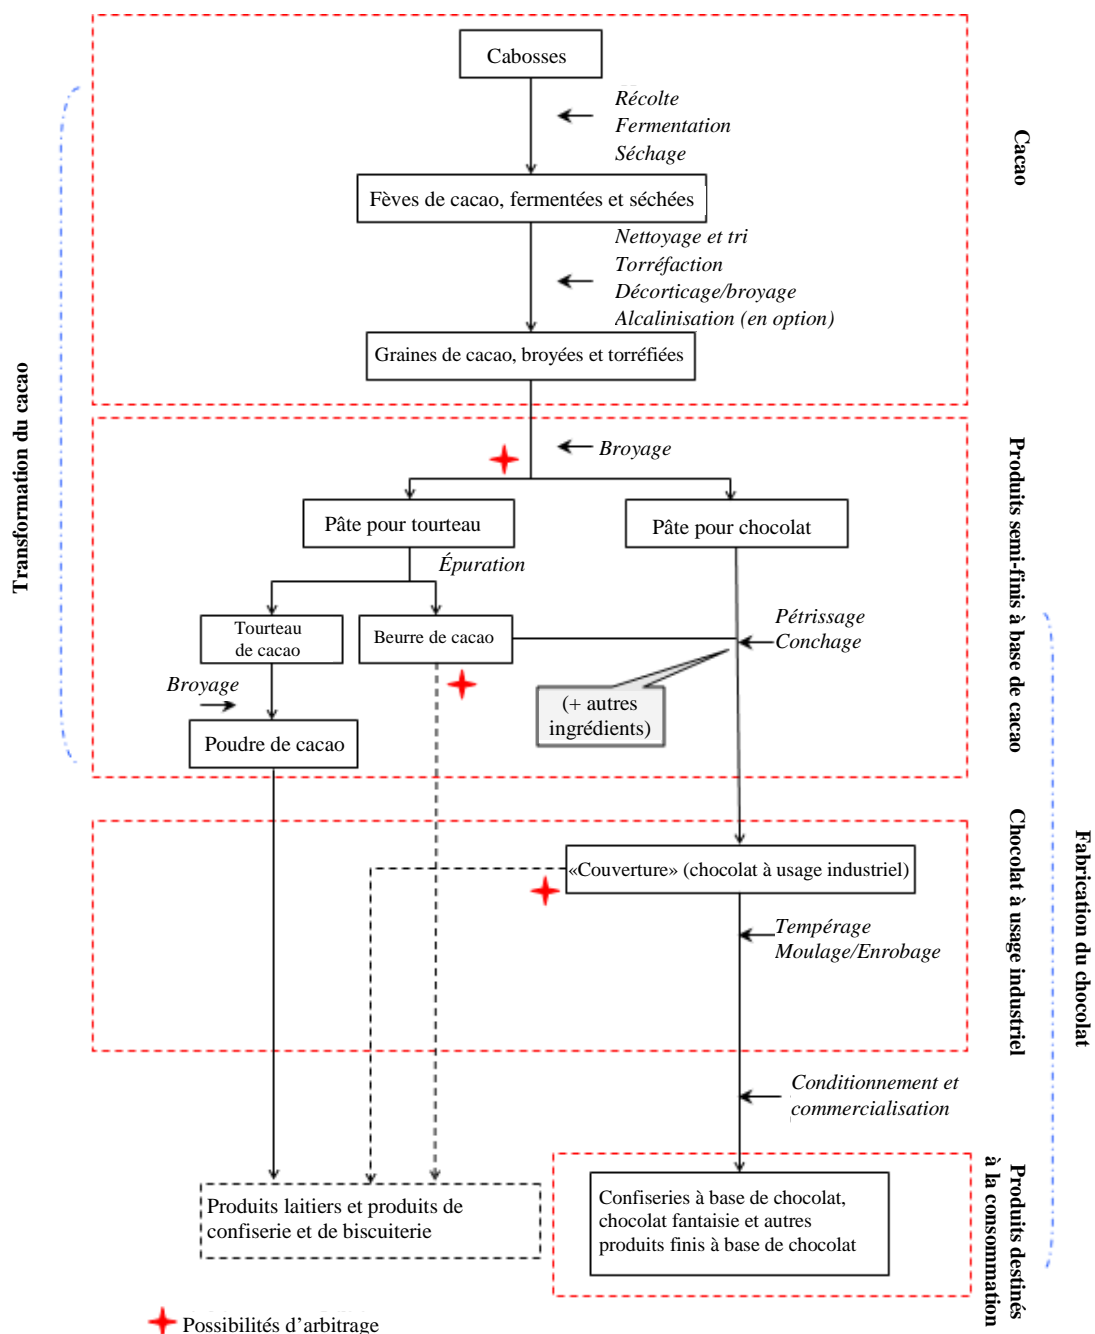 Cabosses
Récolte
Fermentation
Séchage
Cacao
Fèves de cacao, fermentées et séchées
Nettoyage et tri
Torréfaction
Décorticage/broyage
Alcalinisation (en option)
Graines de cacao, broyées et torréfiées
Transformation du cacao
Broyage
Produits semi-finis à base de cacao
Pâte pour tourteau
Pâte pour chocolat
Épuration
Tourteau
de cacao
Beurre de cacao
Pétrissage
Conchage
Broyage
(+ autres
ingrédients)
Poudre de cacao
Chocolat à usage industriel
Fabrication du chocolat
«Couverture» (chocolat à usage industriel)
Tempérage
Moulage/Enrobage
Conditionnement et
commercialisation
Produits destinés
à la consommation
Produits laitiers et produits de
confiserie et de biscuiterie
Confiseries à base de chocolat,
chocolat fantaisie et autres
produits finis à base de chocolat
Possibilités d'arbitrage